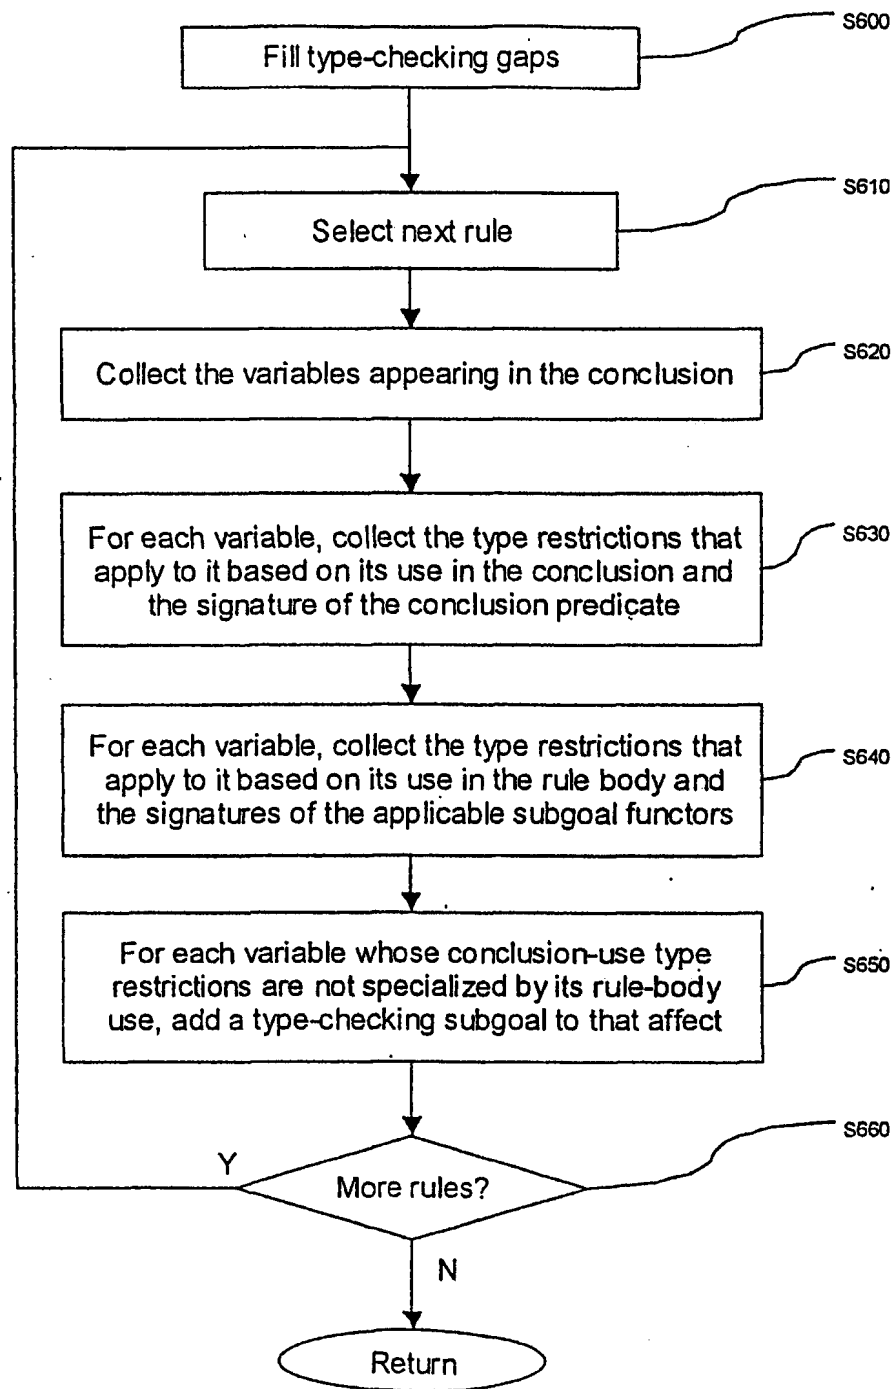 S600
Fill type-checking gaps
S610
Select next rule
S620
Collect the variables appearing in the conclusion
S630
For each variable, collect the type restrictions that
apply to it based on its use in the conclusion and
the signature of the conclusion predicate
S640
For each variable, collect the type restrictions that
apply to it based on its use in the rule body and
the signatures of the applicable subgoal functors
S650
For each variable whose conclusion-use type
restrictions are not specialized by its rule-body
use, add a type-checking subgoal to that affect
S660
Y
More rules?
N
Return